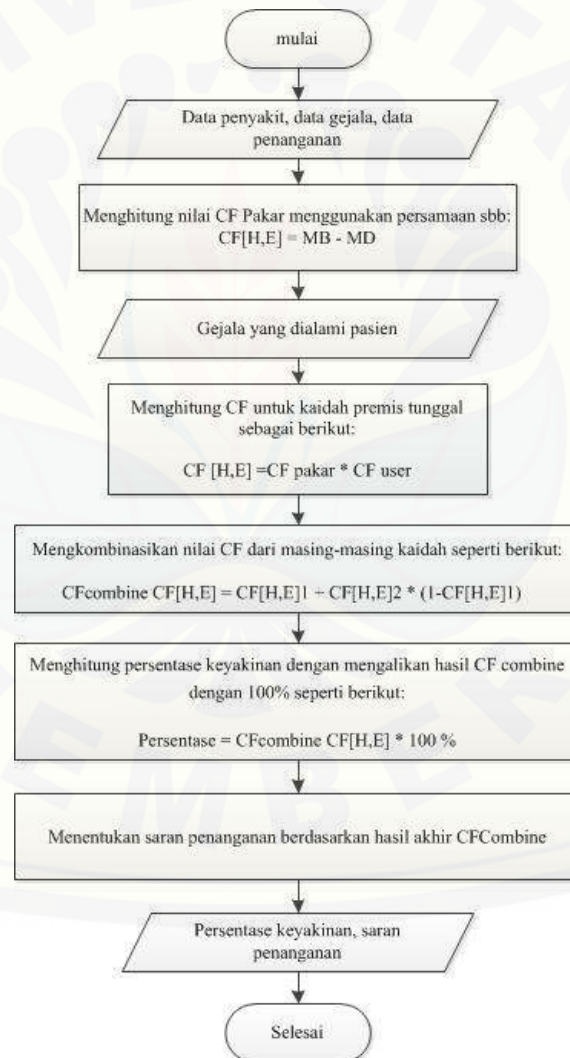 mulai
Data penyakit, data gejala, data
penanganan
Menghitung nilai CF Pakar menggunakan persamaan sbb:
CF[H,E] = MB - MD
Gejala yang dialami pasien
Menghitung CF untuk kaidah premis tunggal
sebagai berikut:
CF [H,E] =CF pakar * CF user
Mengkombinasikan nilai CF dari masing-masing kaidah seperti berikut:
CFcombine CF[H,E] = CF[H,E]1 + CF[H,E]2 * (1-CF[H,E]1)
Menghitung persentase keyakinan dengan mengalikan hasil CF combine
dengan 100% seperti berikut:
Persentase = CFcombine CF[H,E] * 100 %
Menentukan saran penanganan berdasarkan hasil akhir CFCombine
Persentase keyakinan, saran
penanganan
Selesai